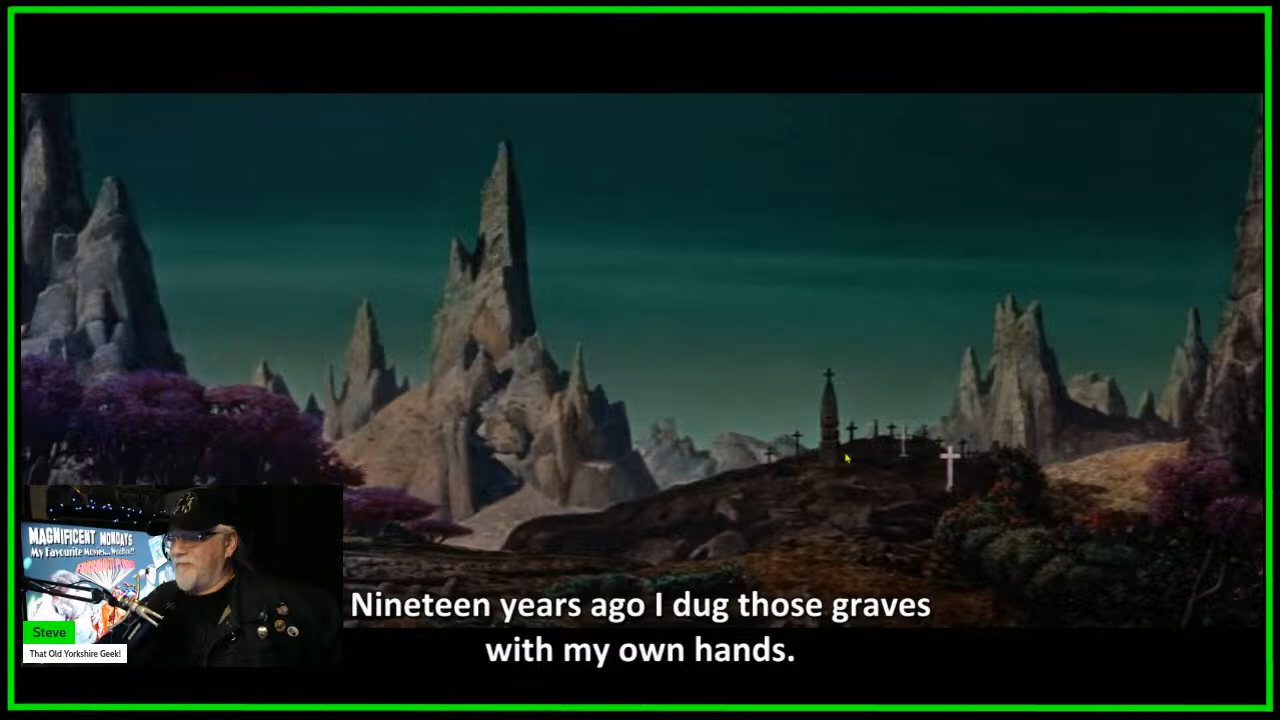 MAGNIFICENT MONDAYS
My Favourite Movies...
Steve
That Old Yorkshire Geek!
Nineteen years ago I dug those graves
with my own hands.